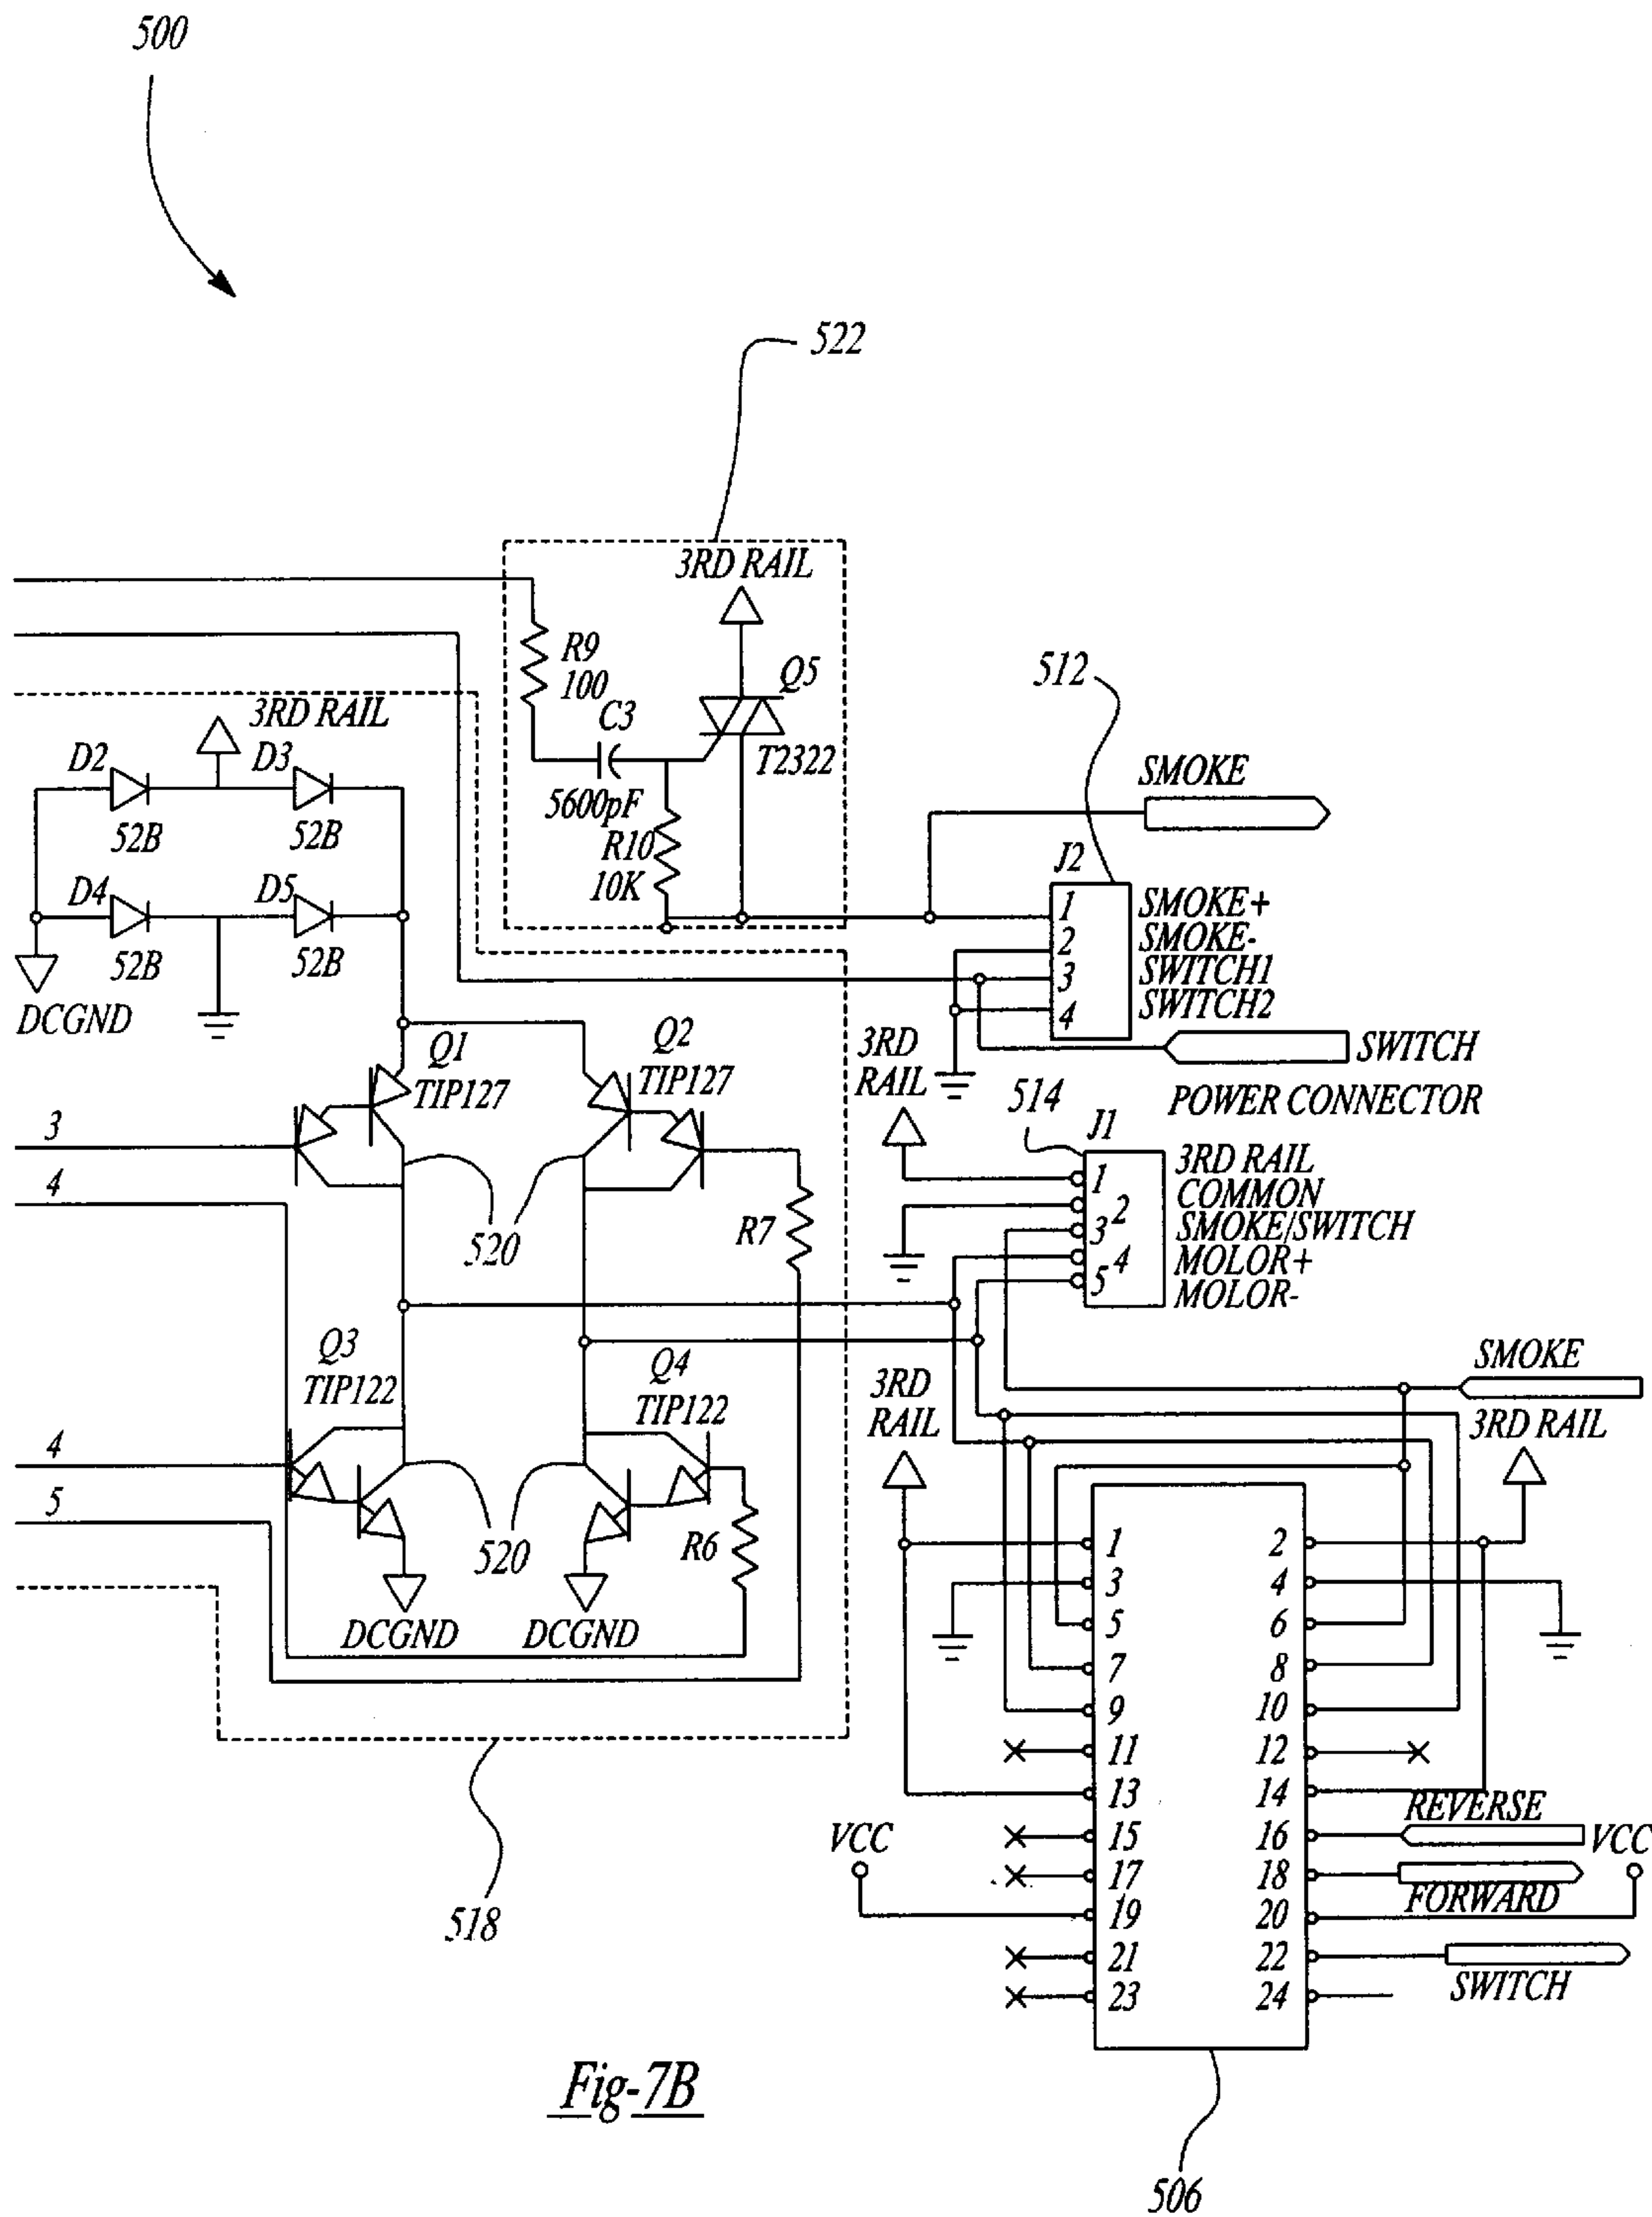 500
522
3RD RAIL
R9
100
Q5
C3
T2322
5600pF
R10
10K
512
SMOKE
3RD RAIL
D2
D3
52B
52B
D4
D5
52B
52B
DCGND
J2
1
2
3
4
SMOKE+
SMOKE-
SWITCH1
SWITCH2
SWITCH
POWER CONNECTOR
Q1
TIP127
Q2
TIP127
3RD
RAIL
514
J1
1
2
3
4
5
3RD RAIL
COMMON
SMOKE/SWITCH
MOLOR+
MOLOR-
3
4
520
R7
Q3
TIP122
Q4
TIP122
3RD
RAIL
SMOKE
3RD RAIL
4
5
520
R6
DCGND
DCGND
1 2
3 4
5 6
7 8
9 10
11 12
13 14
15 16
17 18
19 20
21 22
23 24
REVERSE
VCC
VCC
FORWARD
SWITCH
518
Fig-7B
506